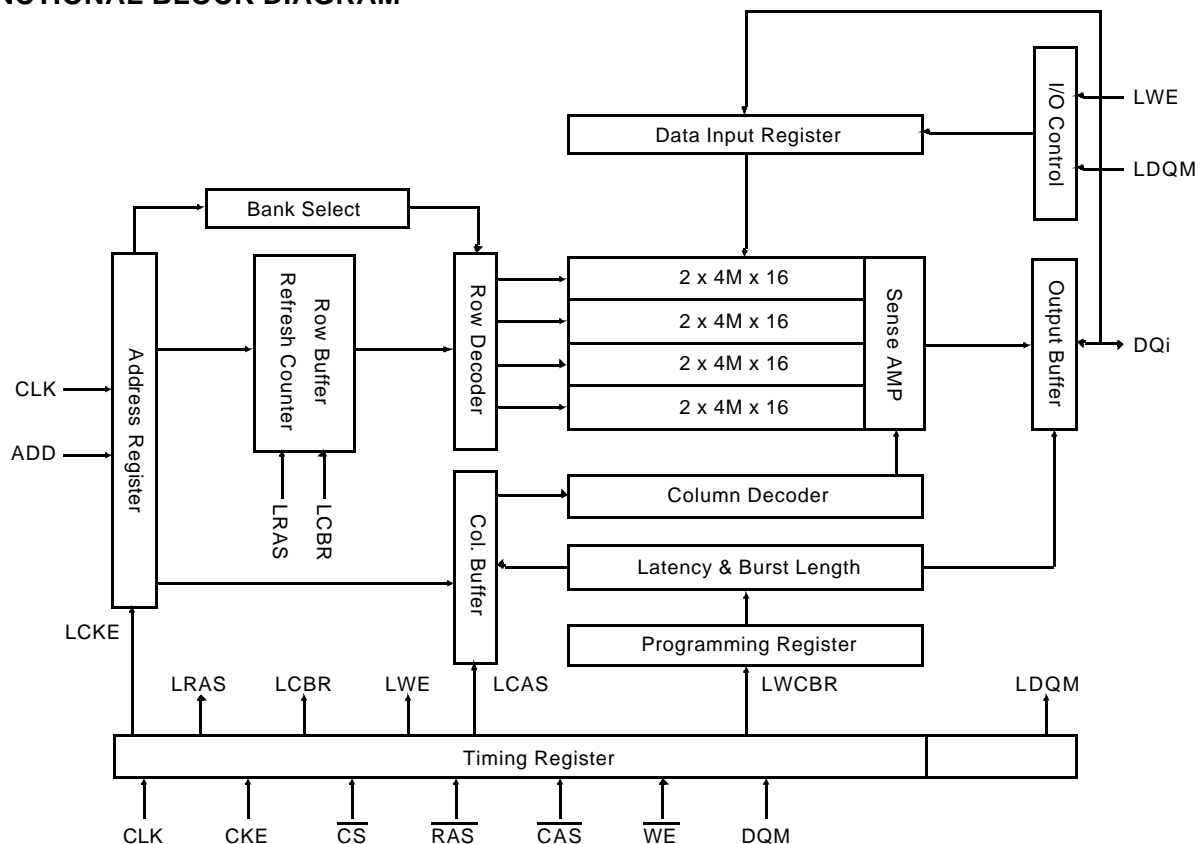 NCTIONAL BLOCK DIAGRAM
I/O Control
LWE
LDQM
Data Input Register
Bank Select
Address Register
Refresh Counter
Row Buffer
Row Decoder
2 x 4M x 16
2 x 4M x 16
2 x 4M x 16
2 x 4M x 16
Sense AMP
Output Buffer
DQi
CLK
ADD
LRAS
LCBR
Col. Buffer
Column Decoder
Latency & Burst Length
Programming Register
LCKE
LRAS
LCBR
LWE
LCAS
LWCBR
LDQM
Timing Register
CLK
CKE
CS
RAS
CAS
WE
DQM